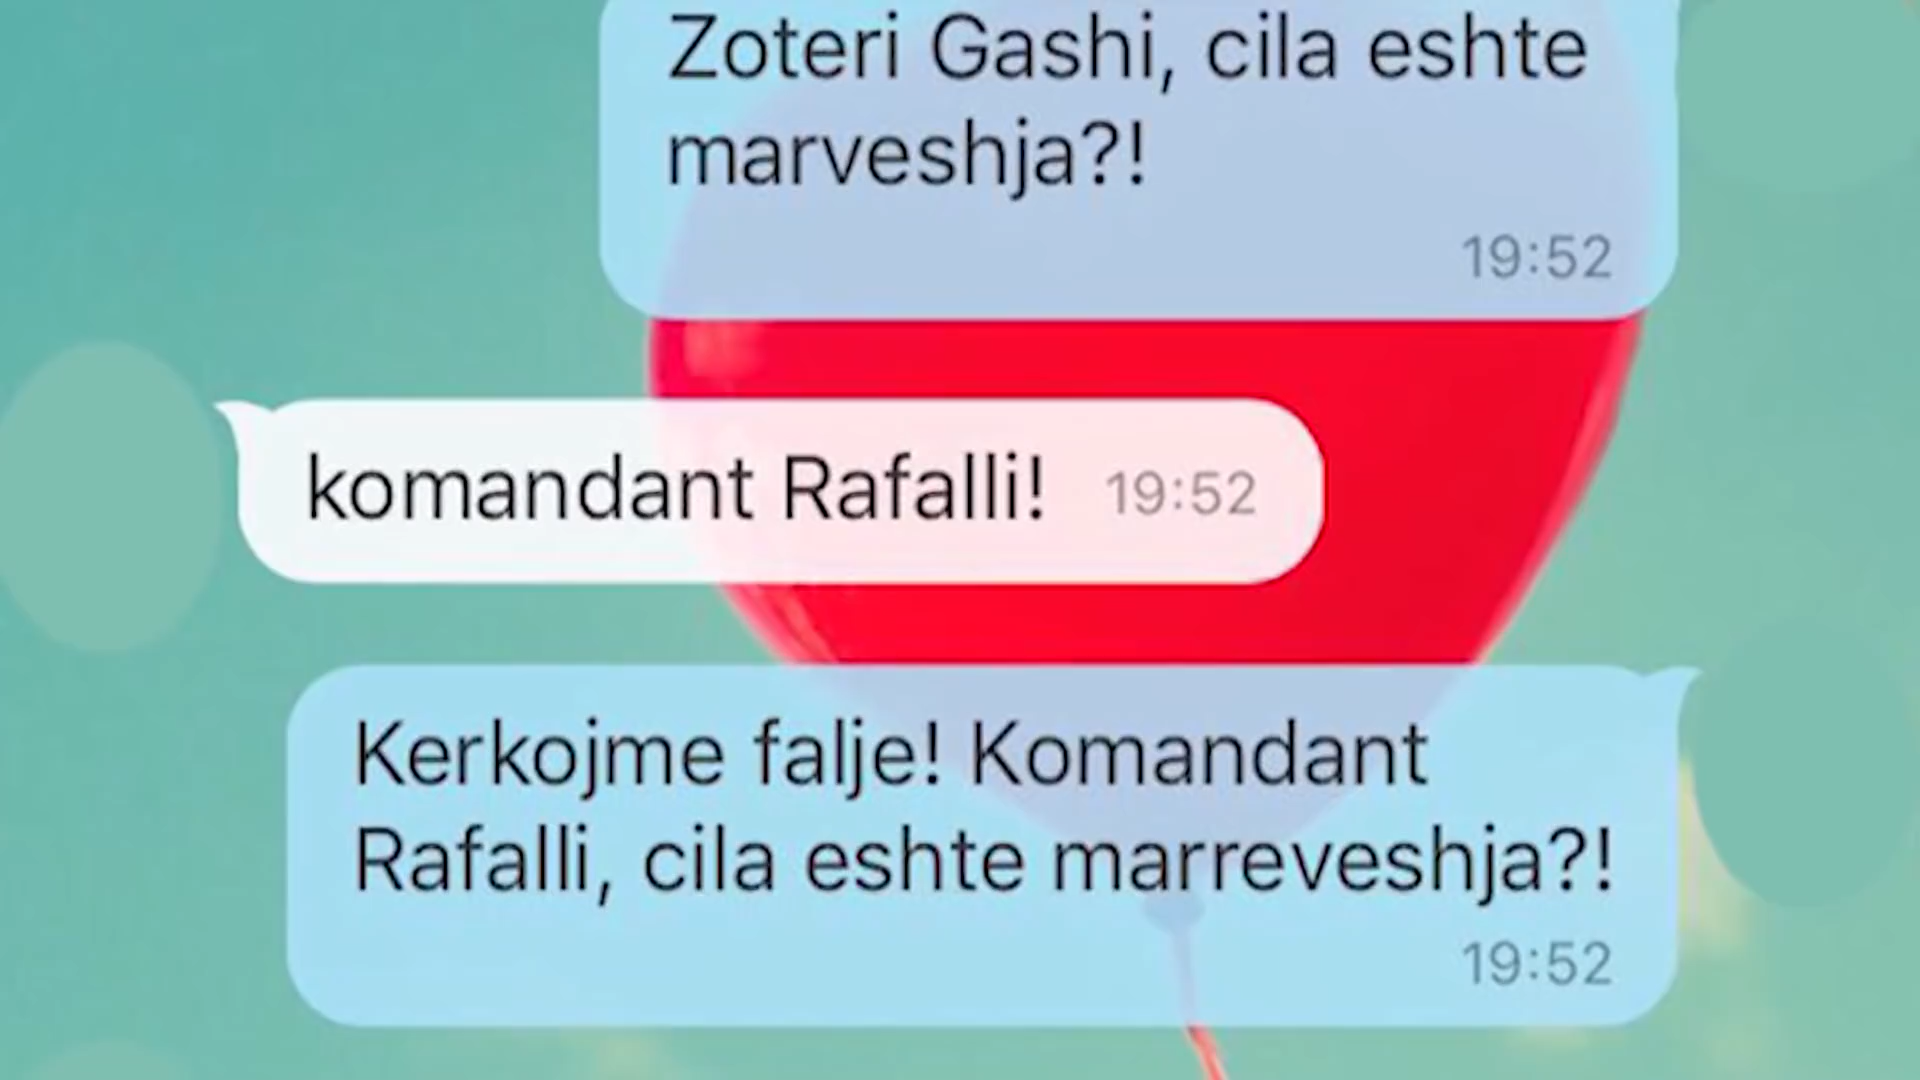 Zoteri Gashi, cila eshte
marveshja?!
19:52
komandant Rafalli! 19:52
Kerkojme falje! Komandant
Rafalli, cila eshte marreveshja?!
19:52